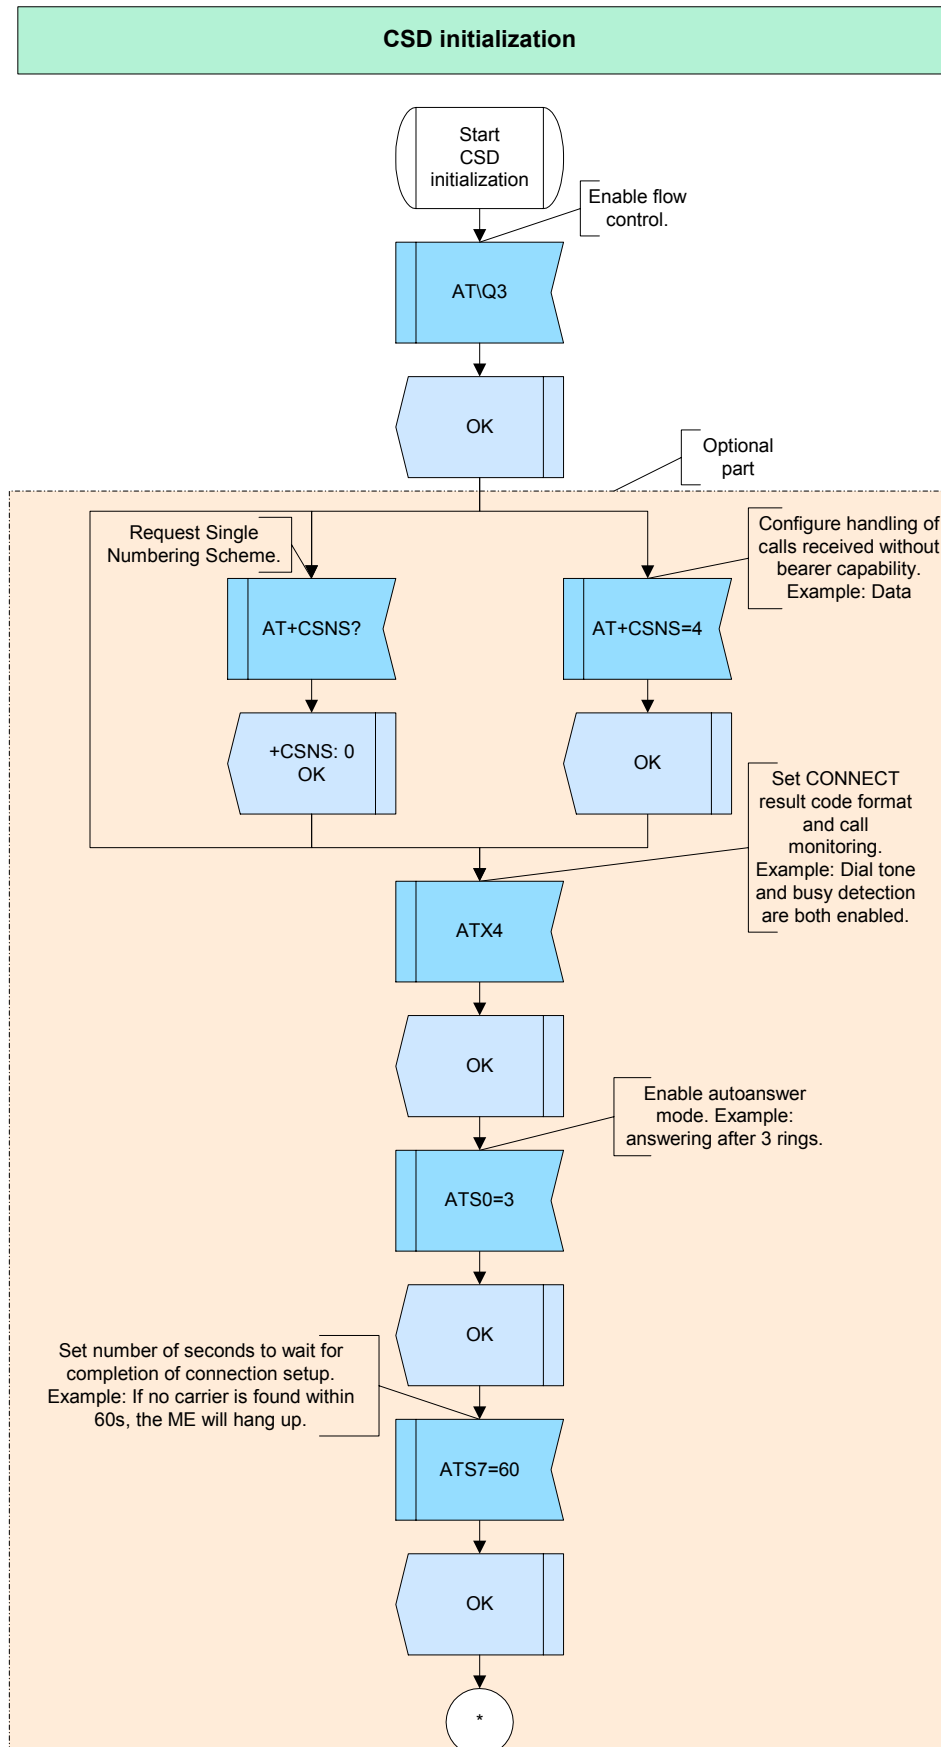 CSD initialization
Start
CSD
initialization
Enable flow
control.
AT\Q3
OK
Optional
part
Request Single
Numbering Scheme.
Configure handling of
calls received without
bearer capability.
Example: Data
AT+CSNS?
AT+CSNS=4
+CSNS: 0
OK
OK
Set CONNECT
result code format
and call
monitoring.
Example: Dial tone
and busy detection
are both enabled.
ATX4
OK
Enable autoanswer
mode. Example:
answering after 3 rings.
ATS0=3
OK
Set number of seconds to wait for
completion of connection setup.
Example: If no carrier is found within
60s, the ME will hang up.
ATS7=60
OK
*